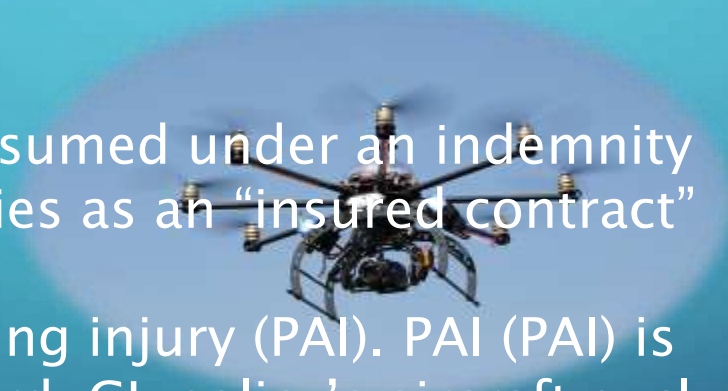 sumed under an indemnity
ies as an “insured contract”
ng injury (PAI). PAI (PAI) is